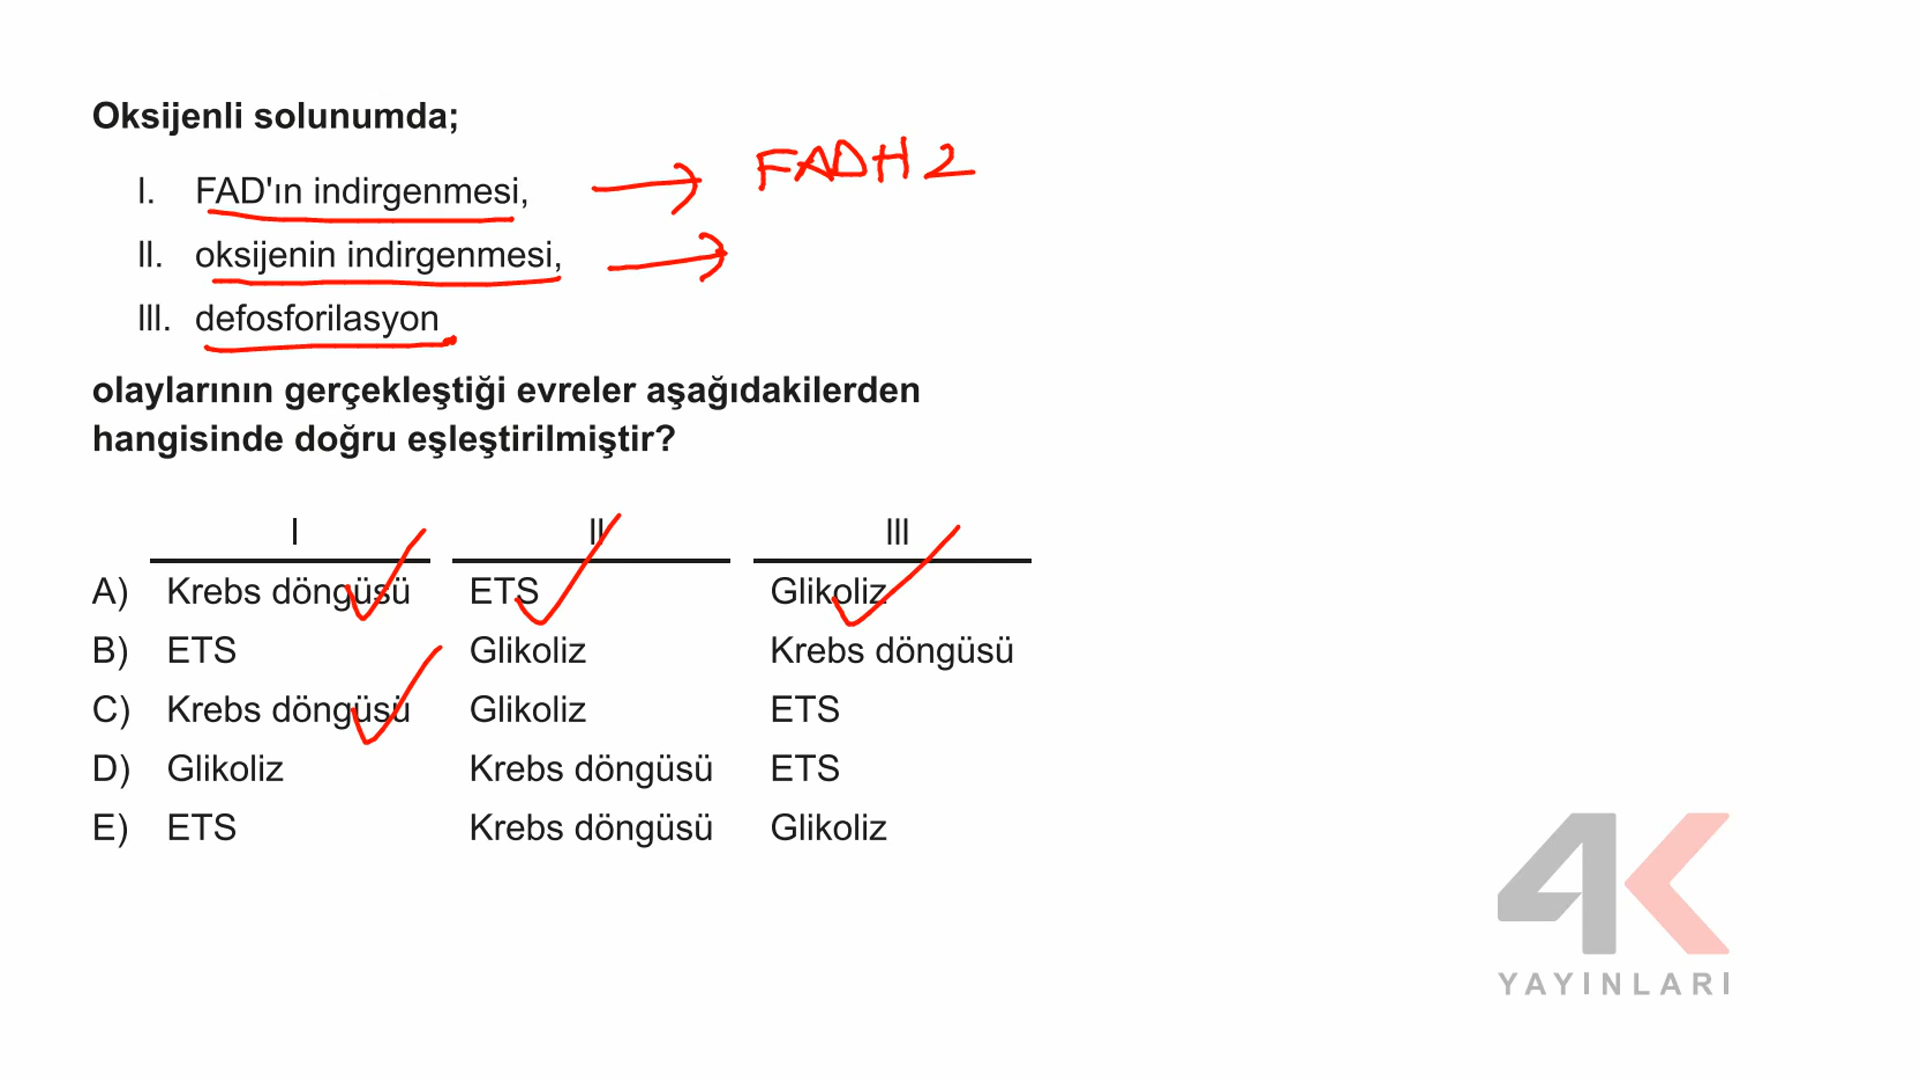 Oksijenli solunumda;
I. FAD'ın indirgenmesi, FADH2
II. oksijenin indirgenmesi,
III. defosforilasyon
olaylarının gerçekleştiği evreler aşağıdakilerden
hangisinde doğru eşleştirilmiştir?
I II III
A) Krebs döngüsü ETS Glikoliz
B) ETS Glikoliz Krebs döngüsü
C) Krebs döngüsü Glikoliz ETS
D) Glikoliz Krebs döngüsü ETS
E) ETS Krebs döngüsü Glikoliz
4K
YAYINLARI